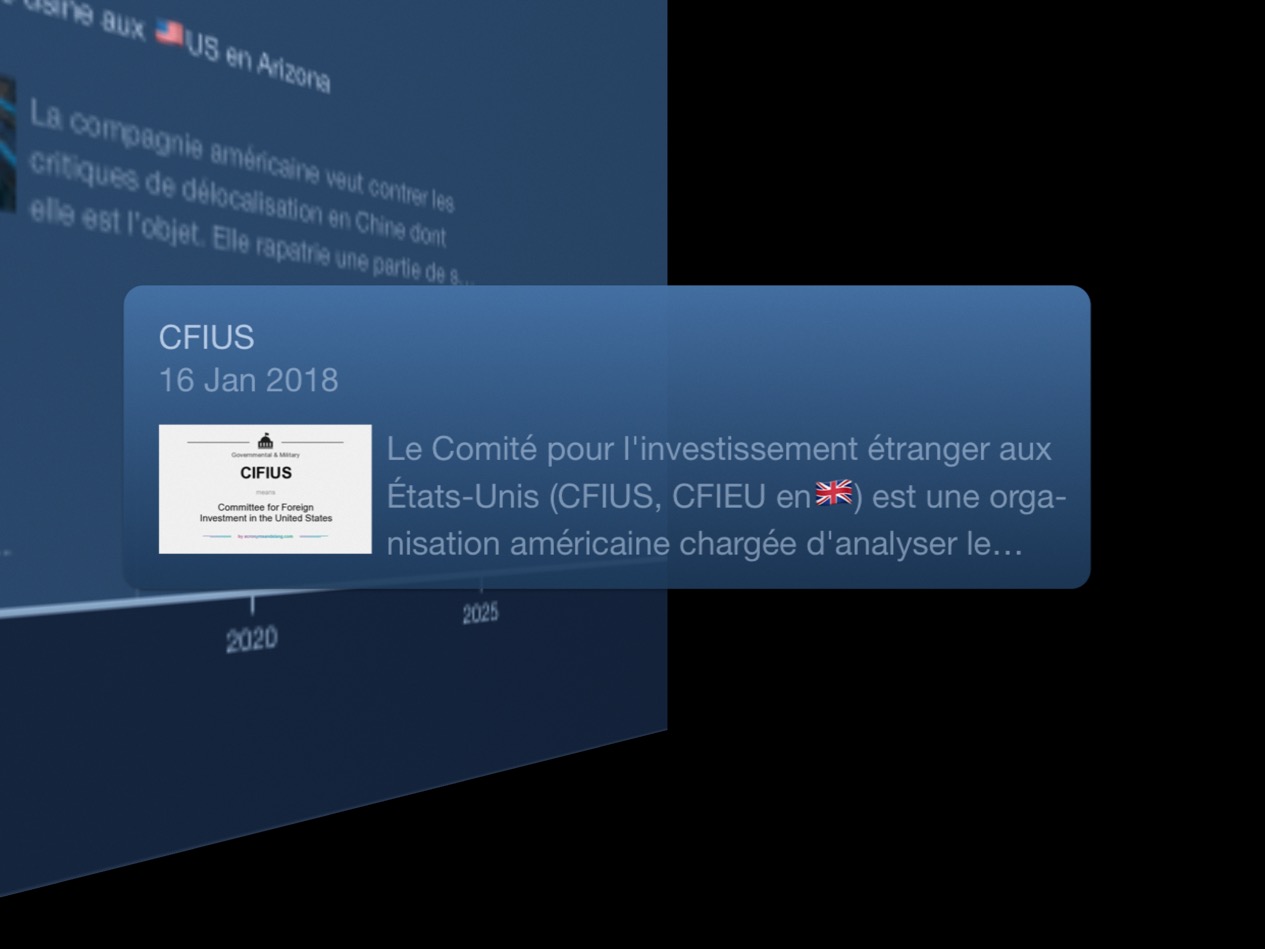 usine aux 🇺🇸US en Arizona
La compagnie américaine veut contrer les
critiques de délocalisation en Chine dont
elle est l'objet. Elle rapatrie une partie de s...
CFIUS
16 Jan 2018
Governmental & Military
CIFIUS
means
Committee for Foreign
Investment in the United States
by acronymsandslang.com
Le Comité pour l'investissement étranger aux
États-Unis (CFIUS, CFIEU en🇬🇧) est une orga-
nisation américaine chargée d'analyser le…
2020
2025